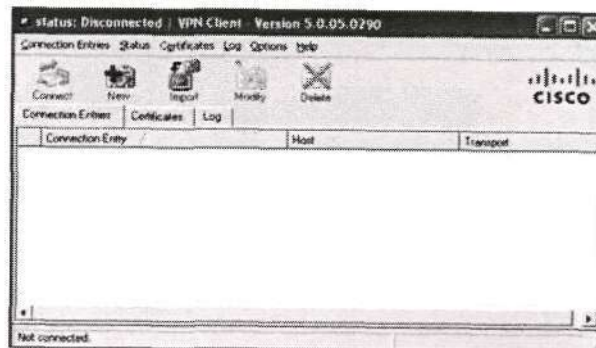 status: Disconnected | VPN Client - Version 5.0.05.0290
Connection Entries Status Certificates Log Options Help
Connect New Import Modify Delete
CISCO
Connection Entries Certificates Log
Connection Entry / Host Transport
Not connected.